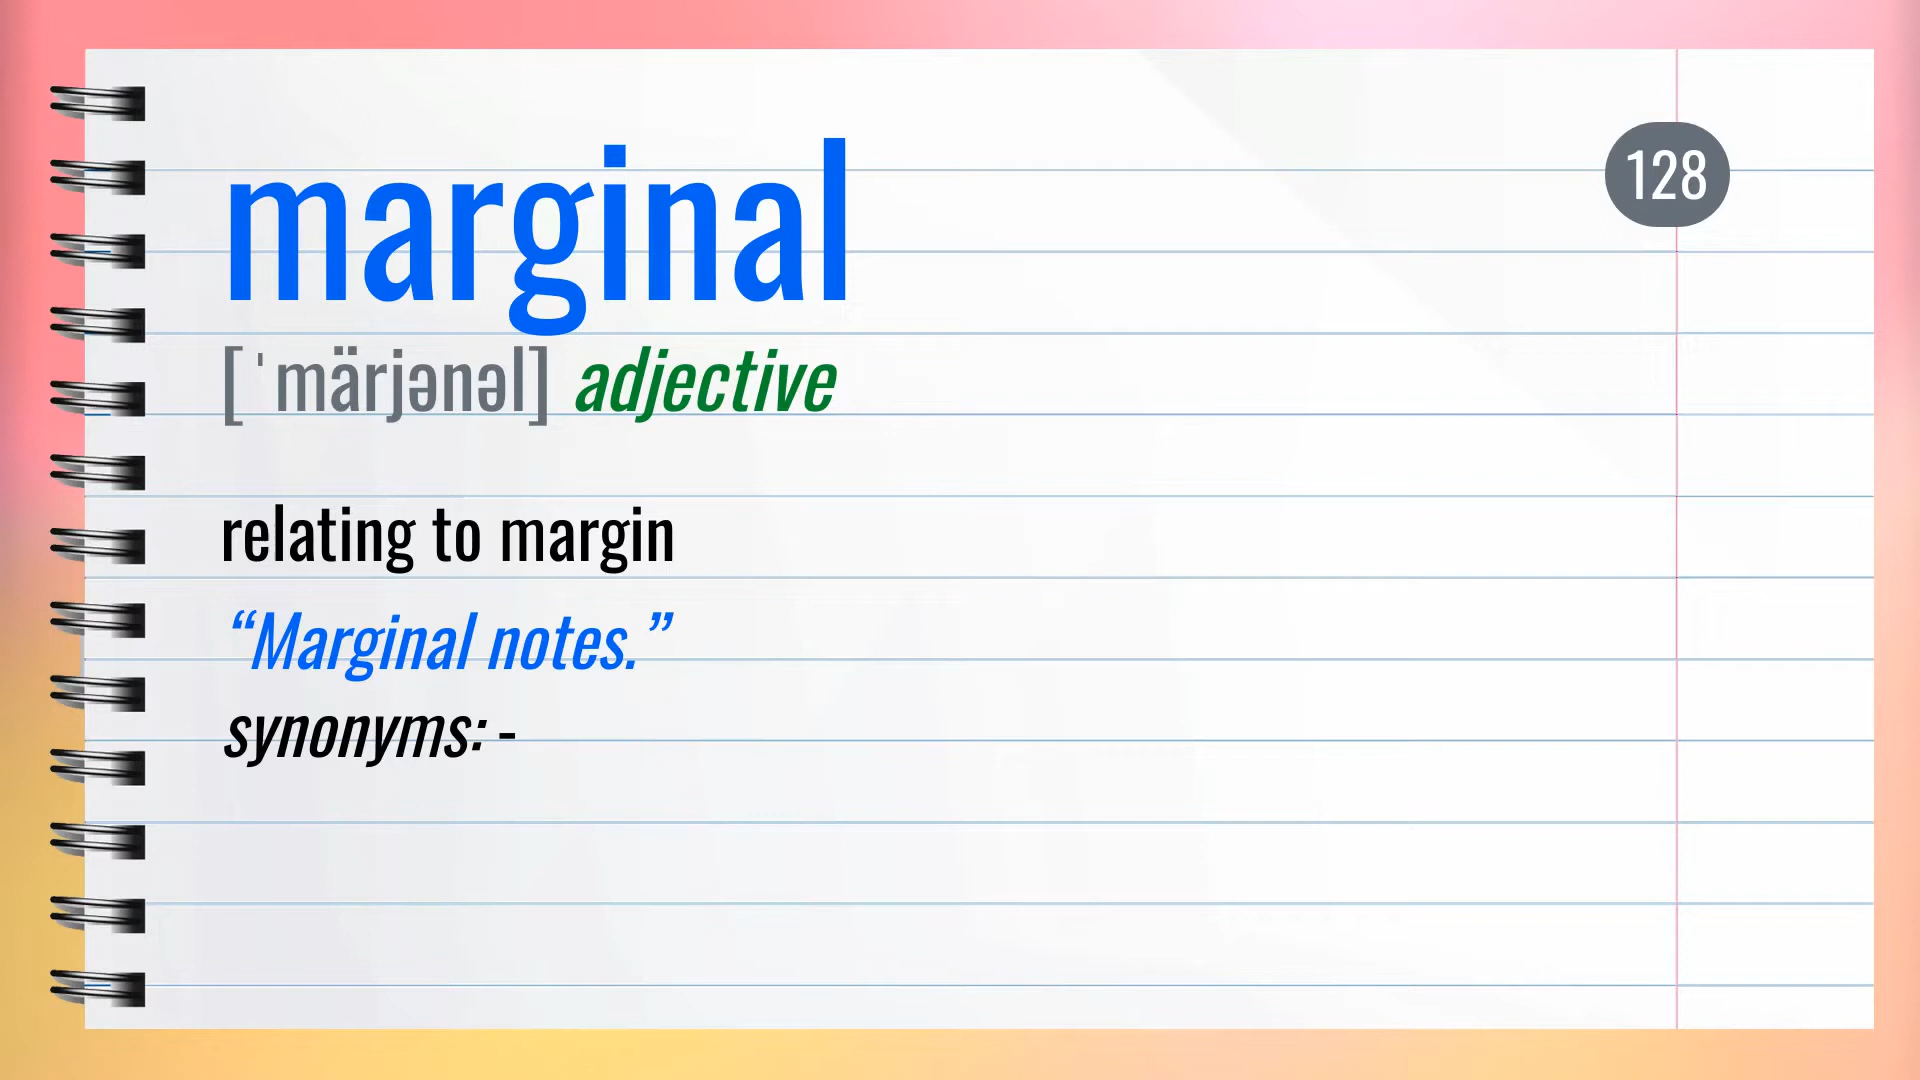 marginal
128
[ˈmärjənəl] adjective
relating to margin
“Marginal notes.”
synonyms: -